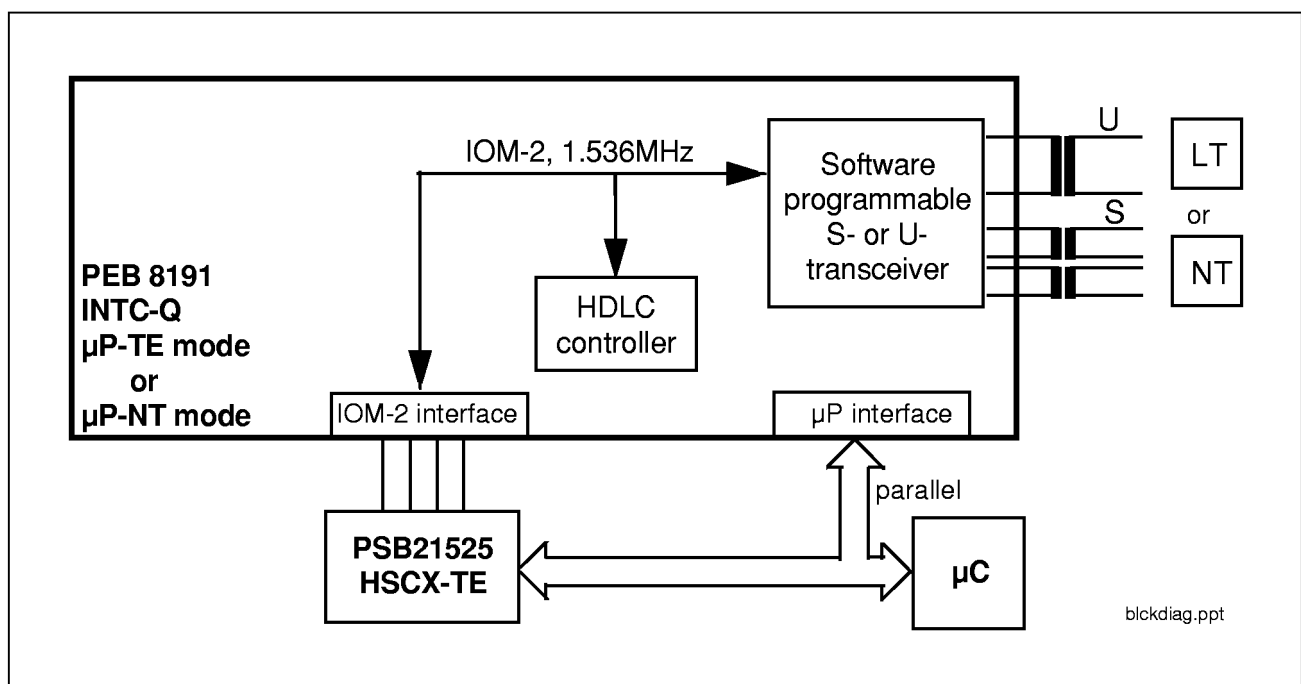 IOM-2, 1.536MHz
Software
programmable
S- or U-
transceiver
U
S
LT
or
NT
PEB 8191
INTC-Q
µP-TE mode
or
µP-NT mode
HDLC
controller
IOM-2 interface
µP interface
parallel
PSB21525
HSCX-TE
µC
blckdiag.ppt